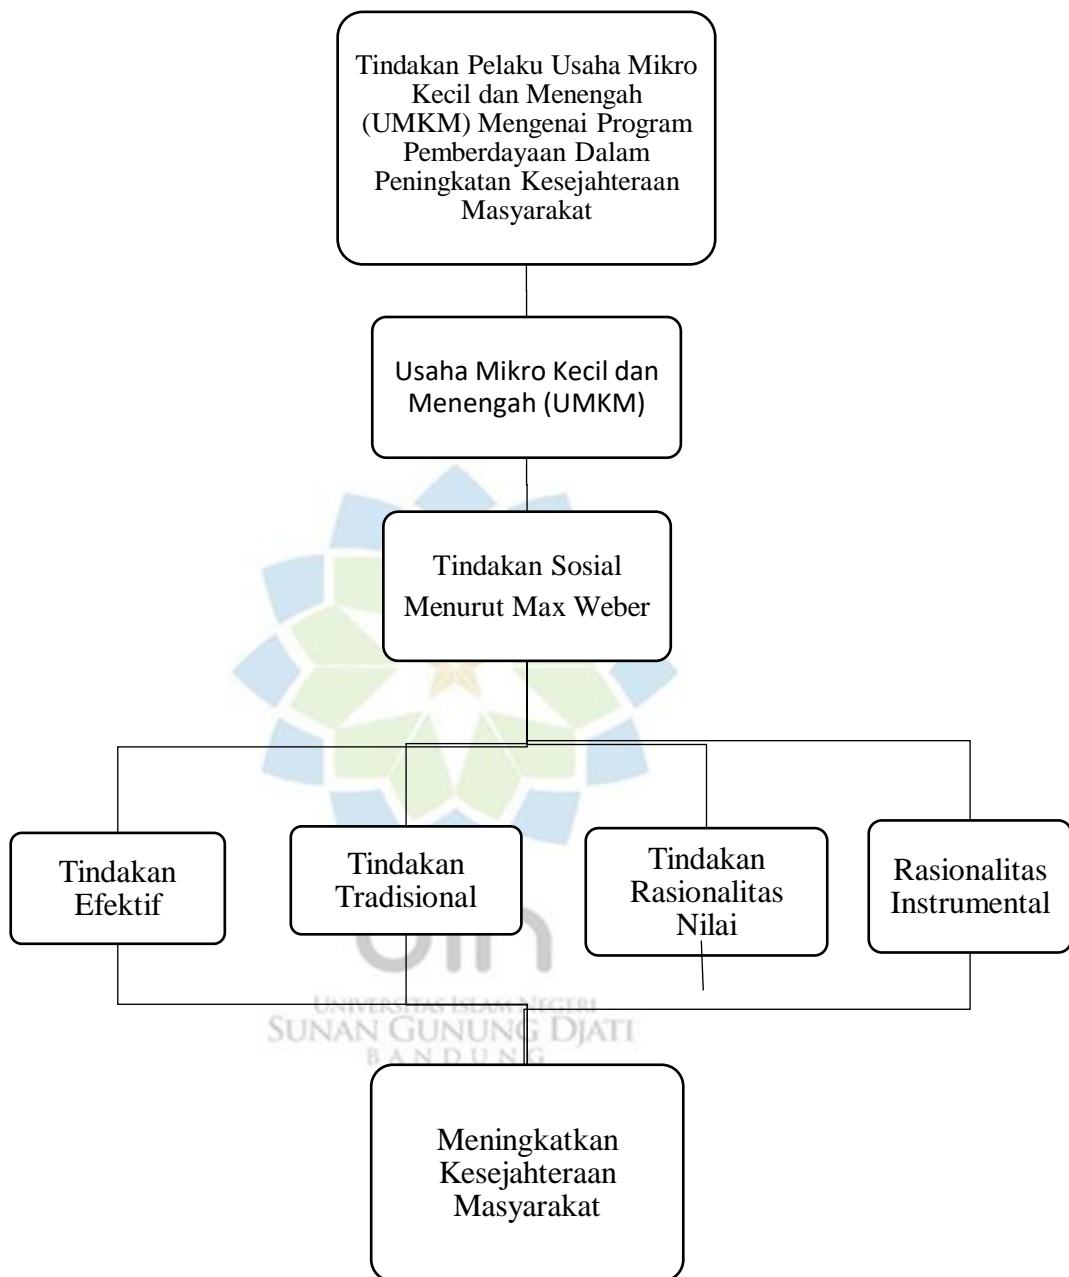 Tindakan Pelaku Usaha Mikro
Kecil dan Menengah
(UMKM) Mengenai Program
Pemberdayaan Dalam
Peningkatan Kesejahteraan
Masyarakat
Usaha Mikro Kecil dan
Menengah (UMKM)
Tindakan Sosial
Menurut Max Weber
Tindakan
Efektif
Tindakan
Tradisional
Tindakan
Rasionalitas
Nilai
Rasionalitas
Instrumental
uin
UNIVERSITAS ISLAM NEGERI
SUNAN GUNUNG DJATI
BANDUNG
Meningkatkan
Kesejahteraan
Masyarakat